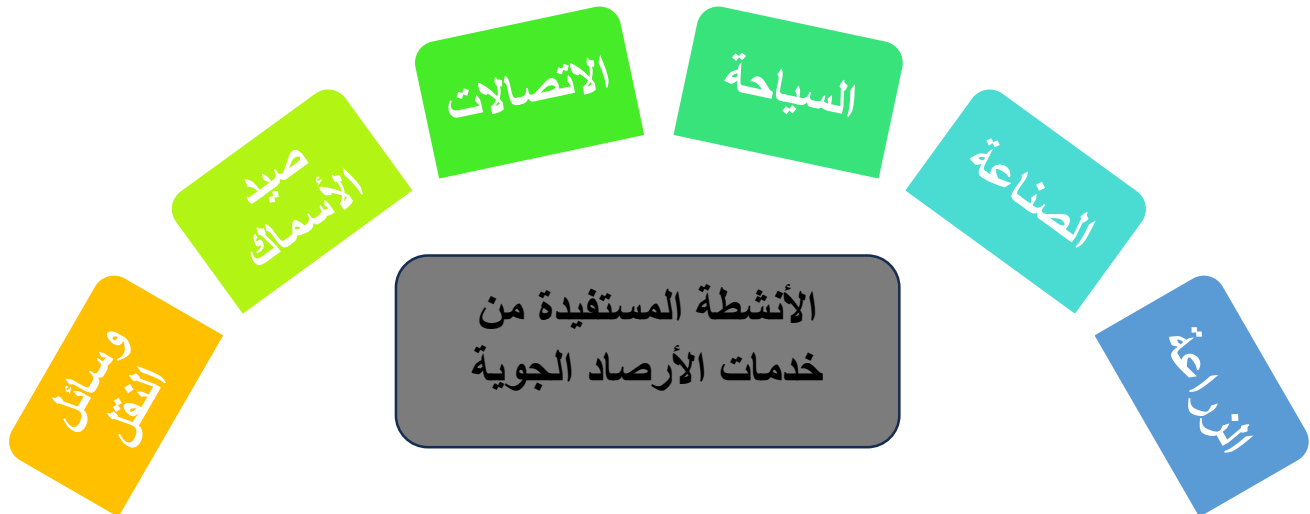 الأنشطة المستفيدة من
خدمات الأرصاد الجوية
الزراعة
الصناعة
السياحة
الاتصالات
صيد
الأسماك
وسائل
النقل